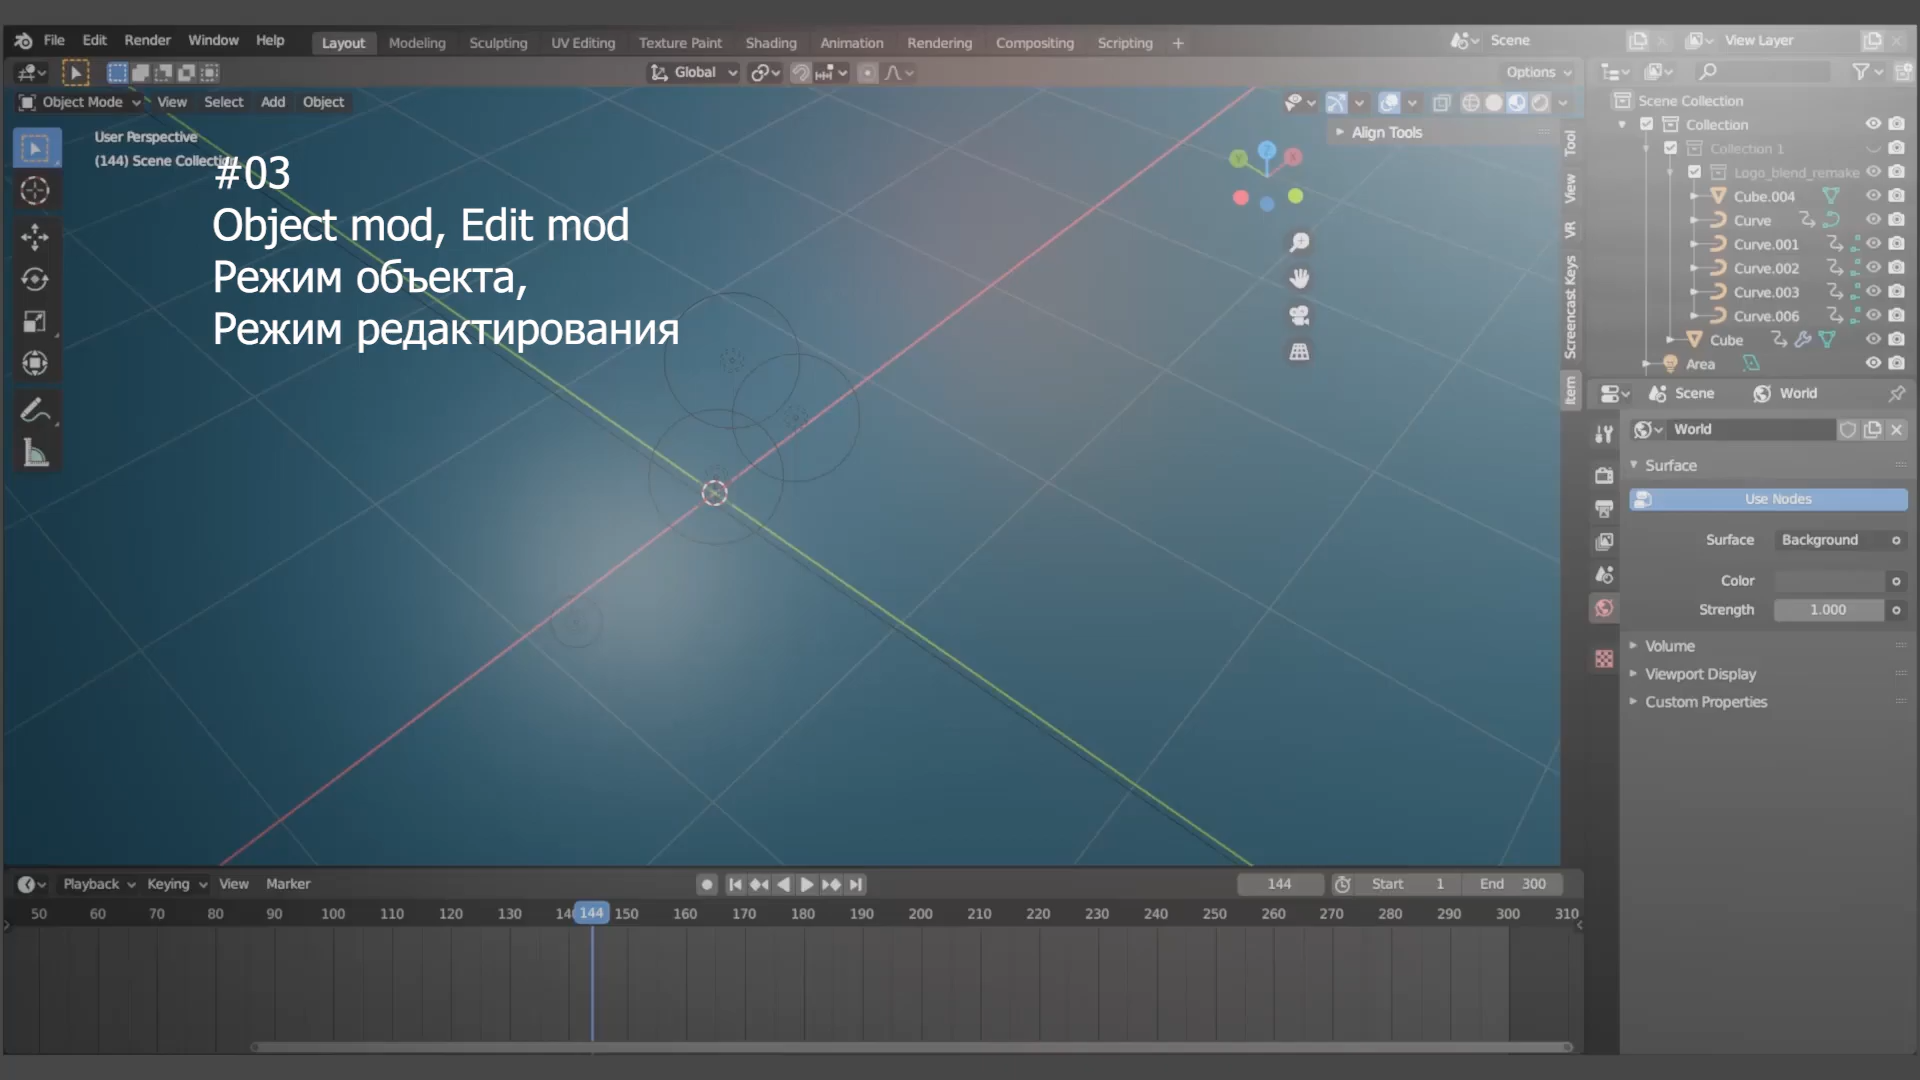 File Edit Render Window Help Layout Modeling Sculpting UV Editing Texture Paint Shading Animation Rendering Compositing Scripting + Scene View Layer
Global Options
Object Mode View Select Add Object
User Perspective
(144) Scene Collection
#03
Object mod, Edit mod
Режим объекта,
Режим редактирования
Align Tools
Y Z X
Tool
View
VR
Screencast Keys
Item
Scene Collection
Collection
Collection 1
Logo_blend_remake
Cube.004
Curve
Curve.001
Curve.002
Curve.003
Curve.006
Cube
Area
Scene World
World
Surface
Use Nodes
Surface Background
Color
Strength 1.000
Volume
Viewport Display
Custom Properties
Playback Keying View Marker 144 Start 1 End 300
50 60 70 80 90 100 110 120 130 144 150 160 170 180 190 200 210 220 230 240 250 260 270 280 290 300 310